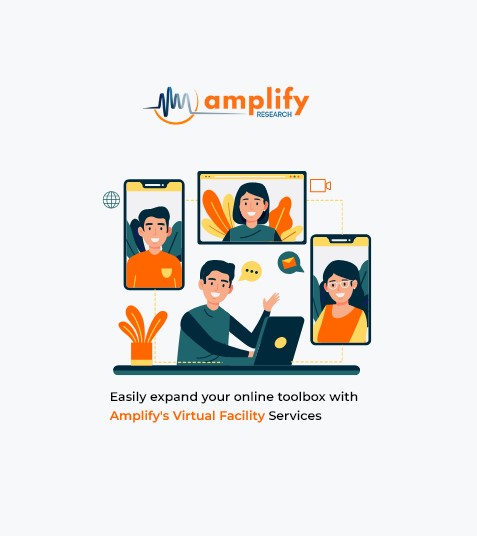 amplify
RESEARCH
Easily expand your online toolbox with
Amplify's Virtual Facility Services